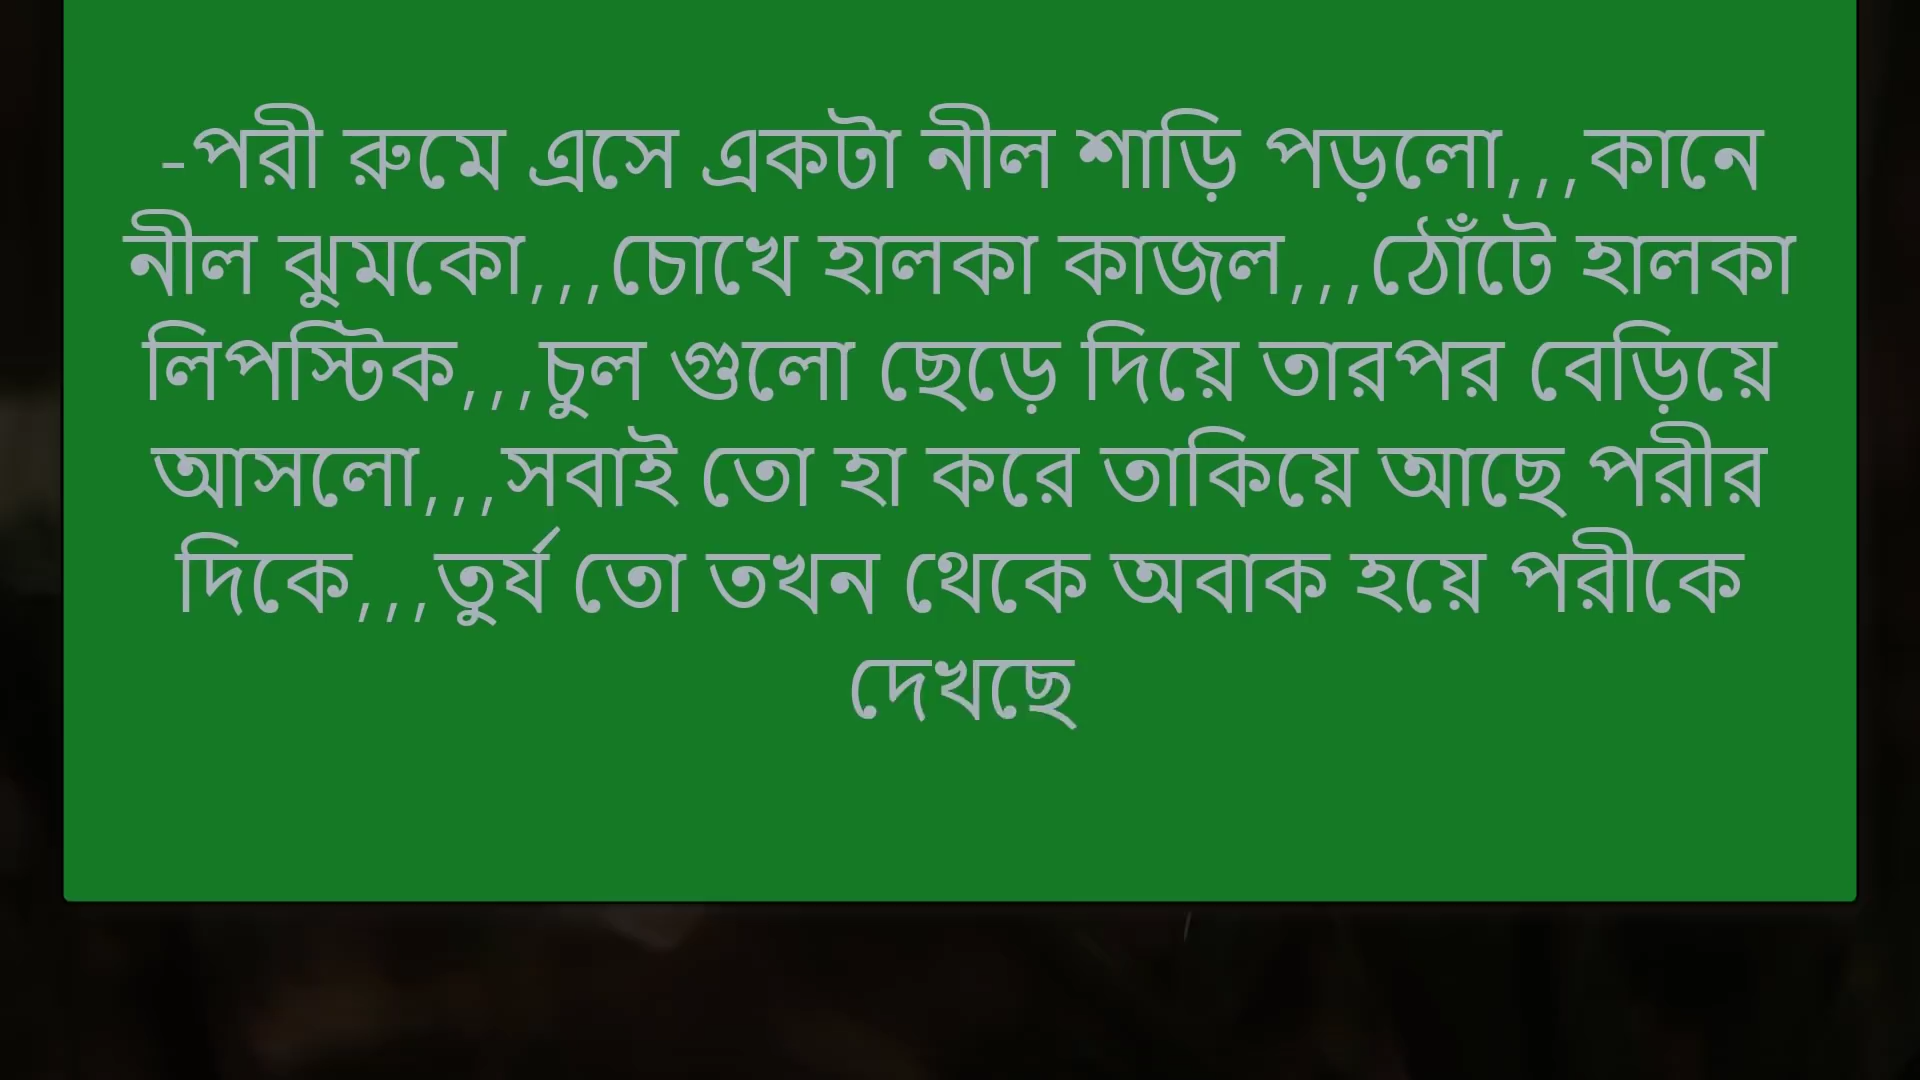 -পরী রুমে এসে একটা নীল শাড়ি পড়লো,,,কানে
নীল ঝুমকো,,,চোখে হালকা কাজল,,,ঠোঁটে হালকা
লিপস্টিক,,,চুল গুলো ছেড়ে দিয়ে তারপর বেড়িয়ে
আসলো,,,সবাই তো হা করে তাকিয়ে আছে পরীর
দিকে,,,তুর্য তো তখন থেকে অবাক হয়ে পরীকে
দেখছে